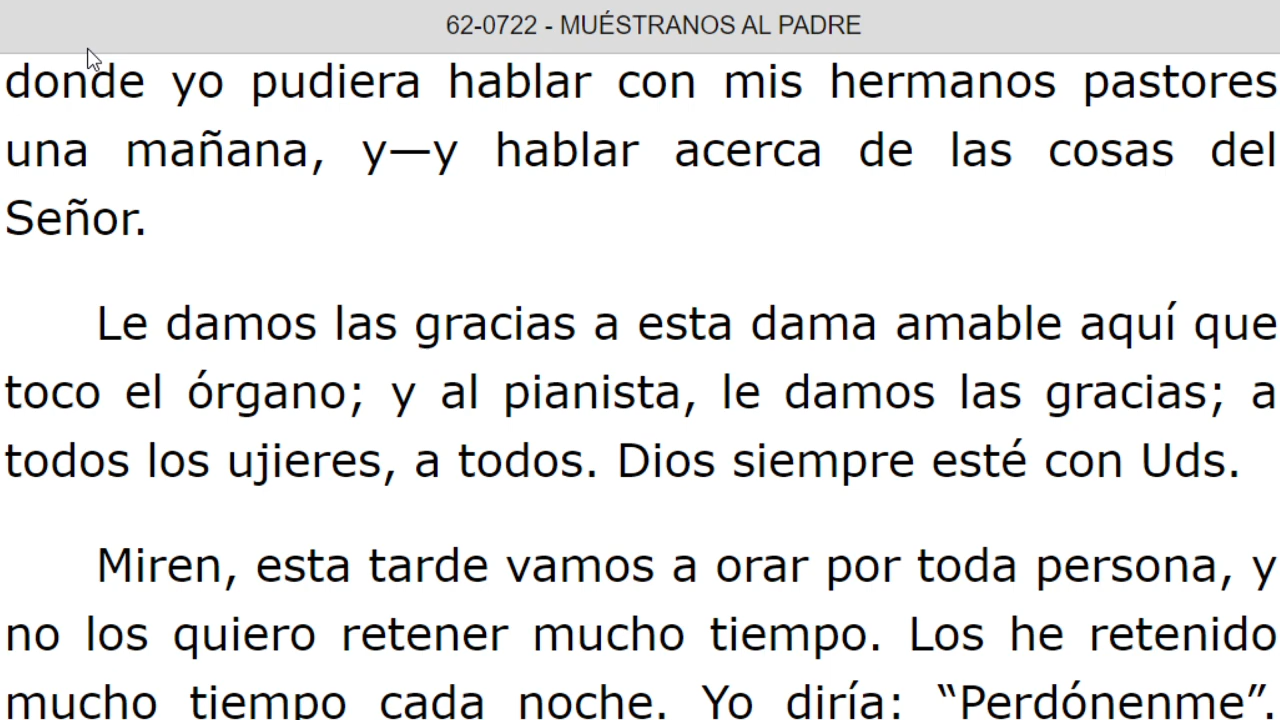 62-0722 - MUÉSTRANOS AL PADRE
donde yo pudiera hablar con mis hermanos pastores
una mañana, y—y hablar acerca de las cosas del
Señor.
Le damos las gracias a esta dama amable aquí que
toco el órgano; y al pianista, le damos las gracias; a
todos los ujieres, a todos. Dios siempre esté con Uds.
Miren, esta tarde vamos a orar por toda persona, y
no los quiero retener mucho tiempo. Los he retenido
mucho tiempo cada noche. Yo diría: “Perdónenme”.